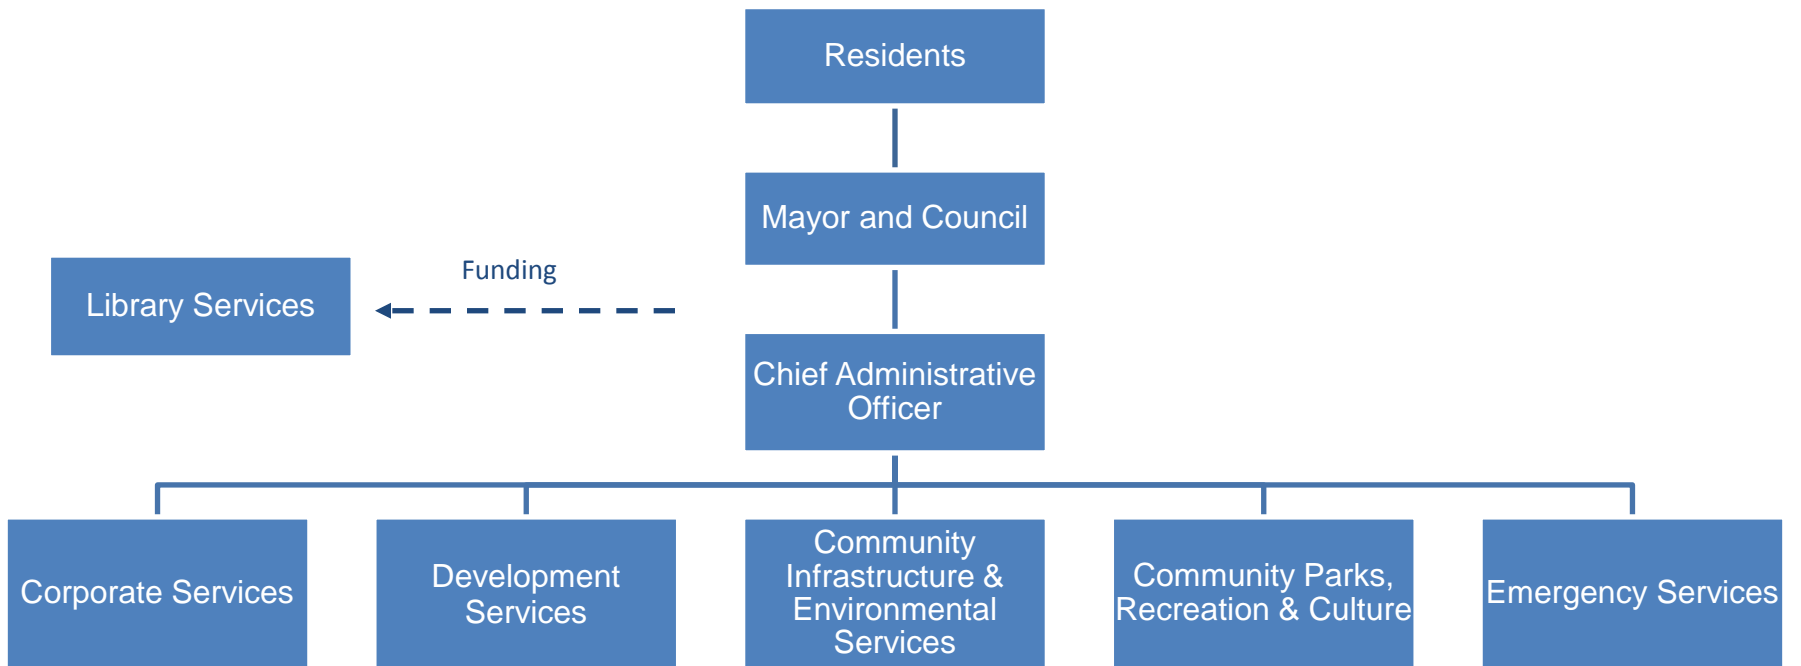 Residents
Mayor and Council
Funding
Library Services
Chief Administrative
Officer
Corporate Services
Development
Services
Community
Infrastructure &
Environmental
Services
Community Parks,
Recreation & Culture
Emergency Services